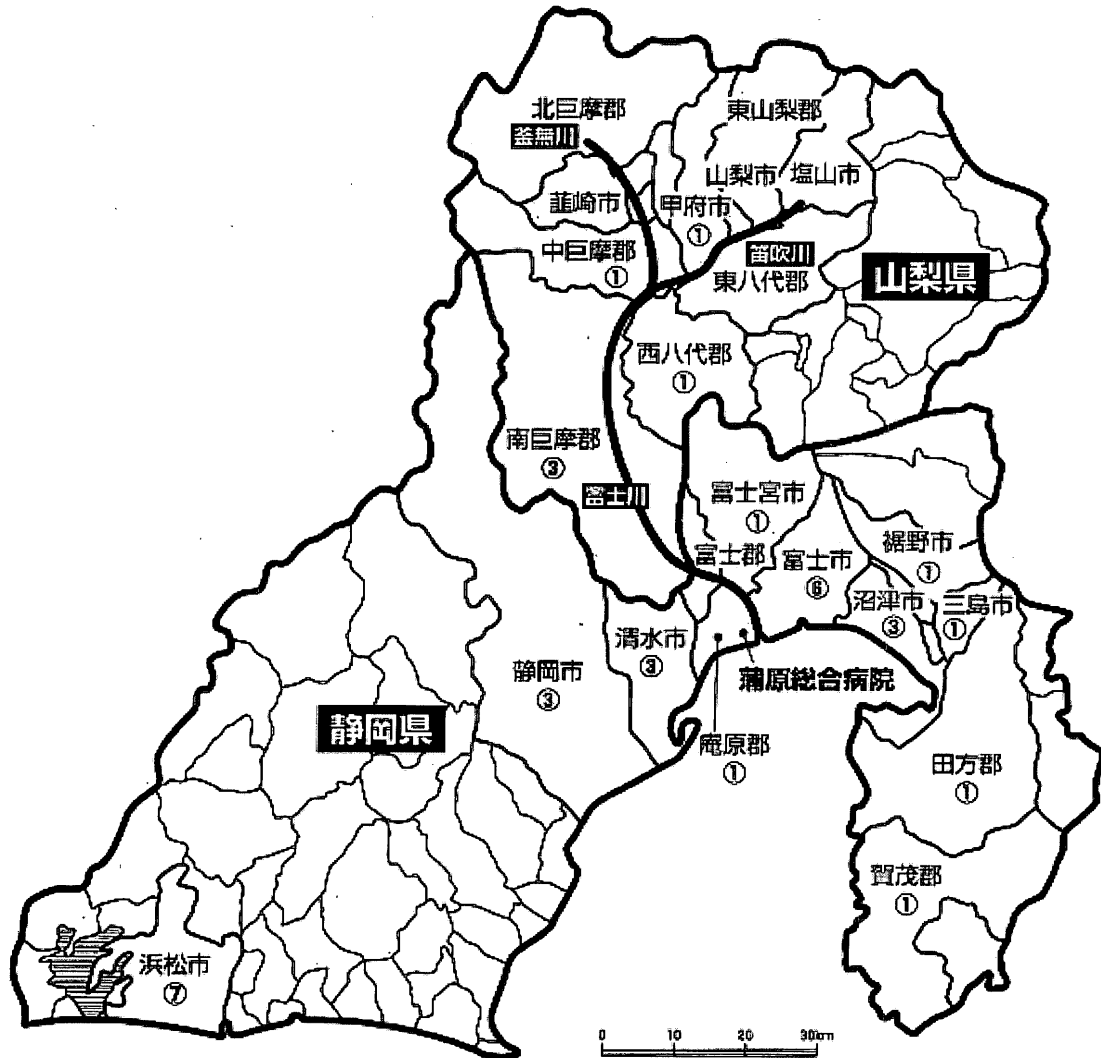 北巨摩郡
釜無川
東山梨郡
山梨市
塩山市
韮崎市
甲府市
①
中巨摩郡
①
笛吹川
東八代郡
山梨県
西八代郡
①
南巨摩郡
③
富士川
富士宮市
①
富士郡
富士市
⑥
裾野市
①
沼津市
③
三島市
①
清水市
③
静岡市
③
蒲原総合病院
静岡県
庵原郡
①
田方郡
①
賀茂郡
①
浜松市
⑦
0 10 20 30km